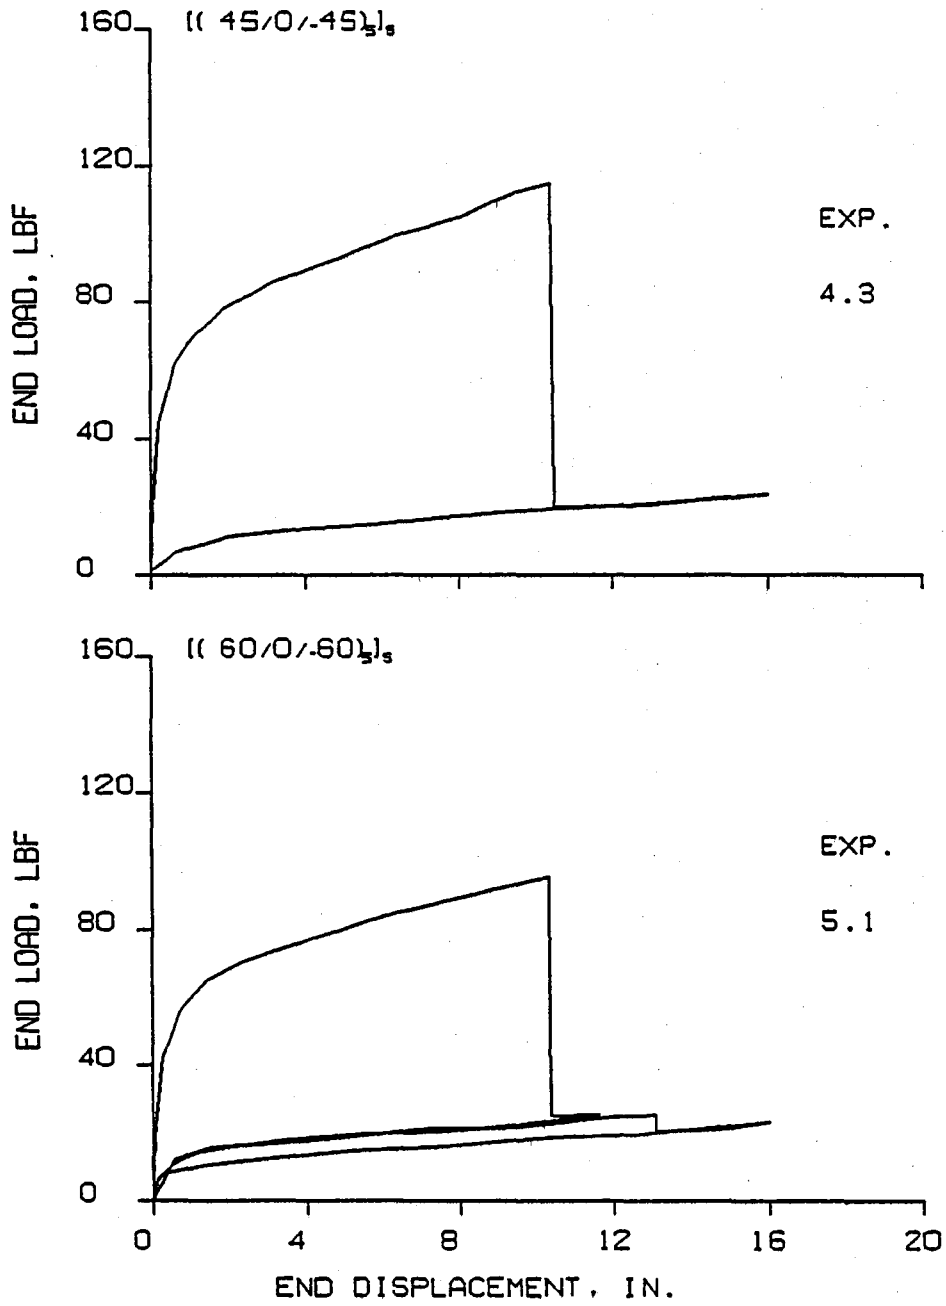 160
[( 45/0/-45)5]s
120
EXP.
80
4.3
END LOAD, LBF
40
0
160
[( 60/0/-60)5]s
120
EXP.
80
5.1
END LOAD, LBF
40
0
0 4 8 12 16 20
END DISPLACEMENT, IN.